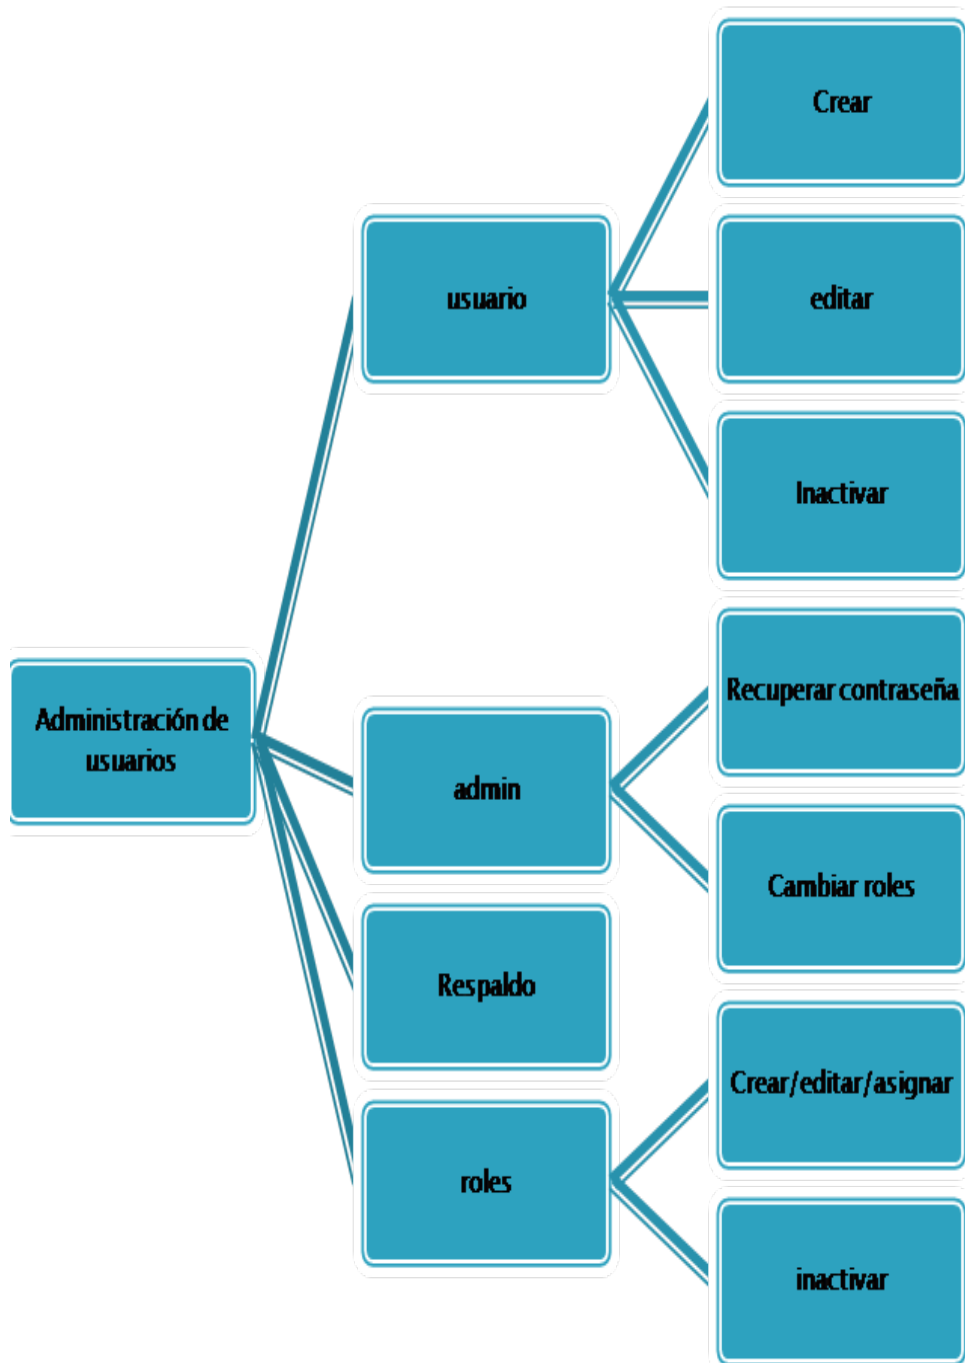 Crear
usuario
editar
Inactivar
Administración de
usuarios
admin
Recuperar contraseña
Cambiar roles
Respaldo
roles
Crear/editar/asignar
inactivar